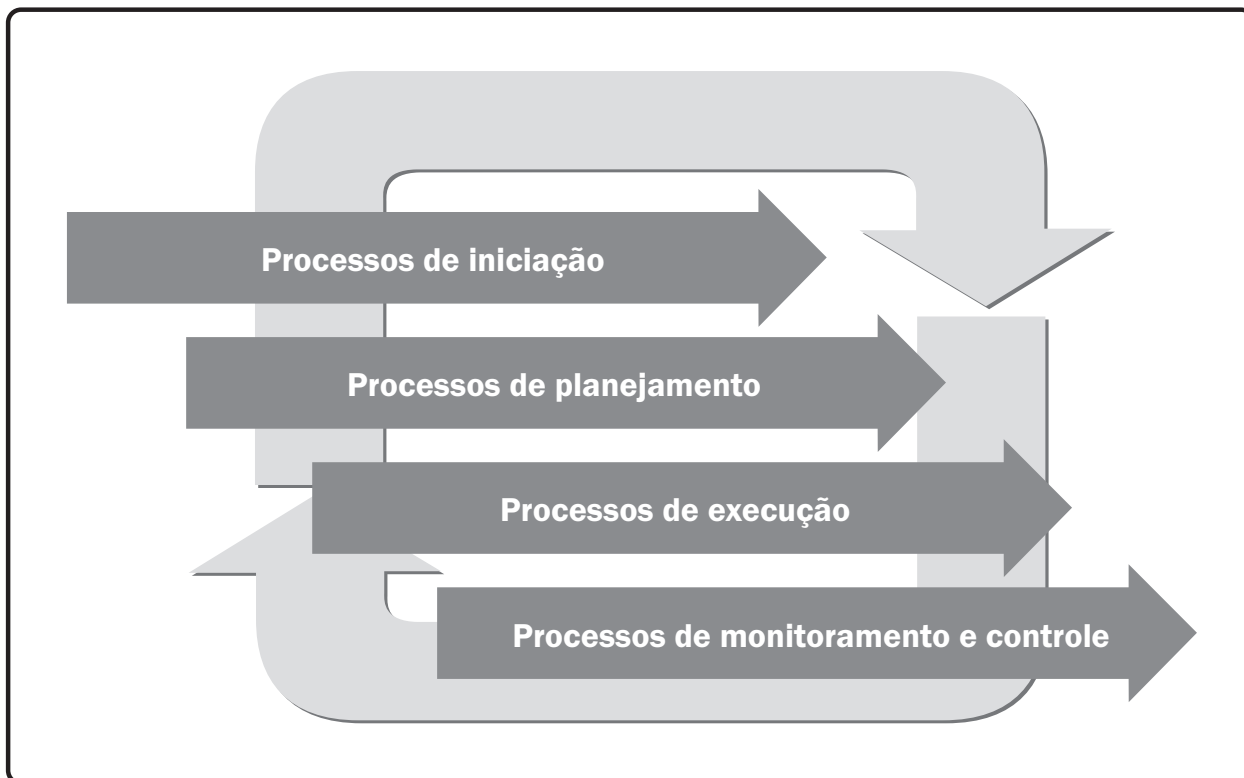 Processos de iniciação
Processos de planejamento
Processos de execução
Processos de monitoramento e controle